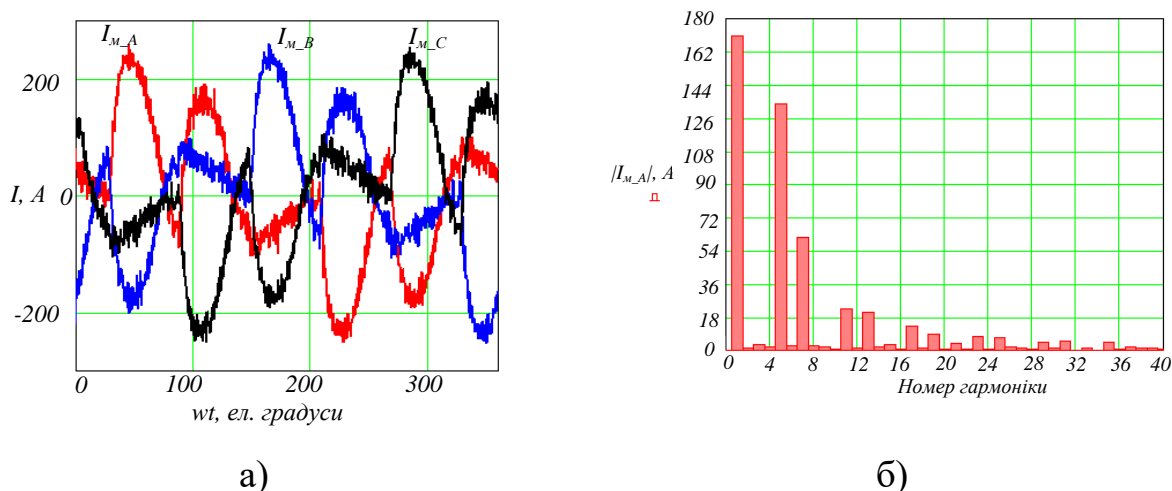 I_м_A I_м_B I_м_C
200
I, A 0
-200
0 100 200 300
wt, ел. градуси
а)
180
162
144
126
108
|I_м_A|, A 90
72
54
36
18
0
0 4 8 12 16 20 24 28 32 36 40
Номер гармоніки
б)